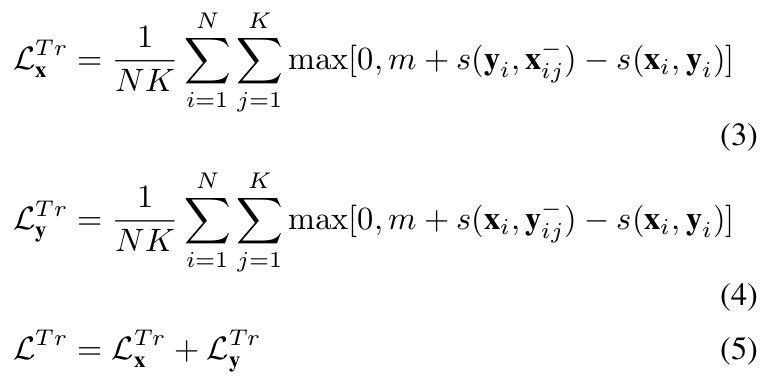 $\mathcal{L}_{\mathbf{x}}^{Tr} = \frac{1}{NK} \sum_{i=1}^{N} \sum_{j=1}^{K} \max[0, m + s(\mathbf{y}_i, \mathbf{x}_{ij}^{-}) - s(\mathbf{x}_i, \mathbf{y}_i)]$
(3)
$\mathcal{L}_{\mathbf{y}}^{Tr} = \frac{1}{NK} \sum_{i=1}^{N} \sum_{j=1}^{K} \max[0, m + s(\mathbf{x}_i, \mathbf{y}_{ij}^{-}) - s(\mathbf{x}_i, \mathbf{y}_i)]$
(4)
$\mathcal{L}^{Tr} = \mathcal{L}_{\mathbf{x}}^{Tr} + \mathcal{L}_{\mathbf{y}}^{Tr}$ (5)